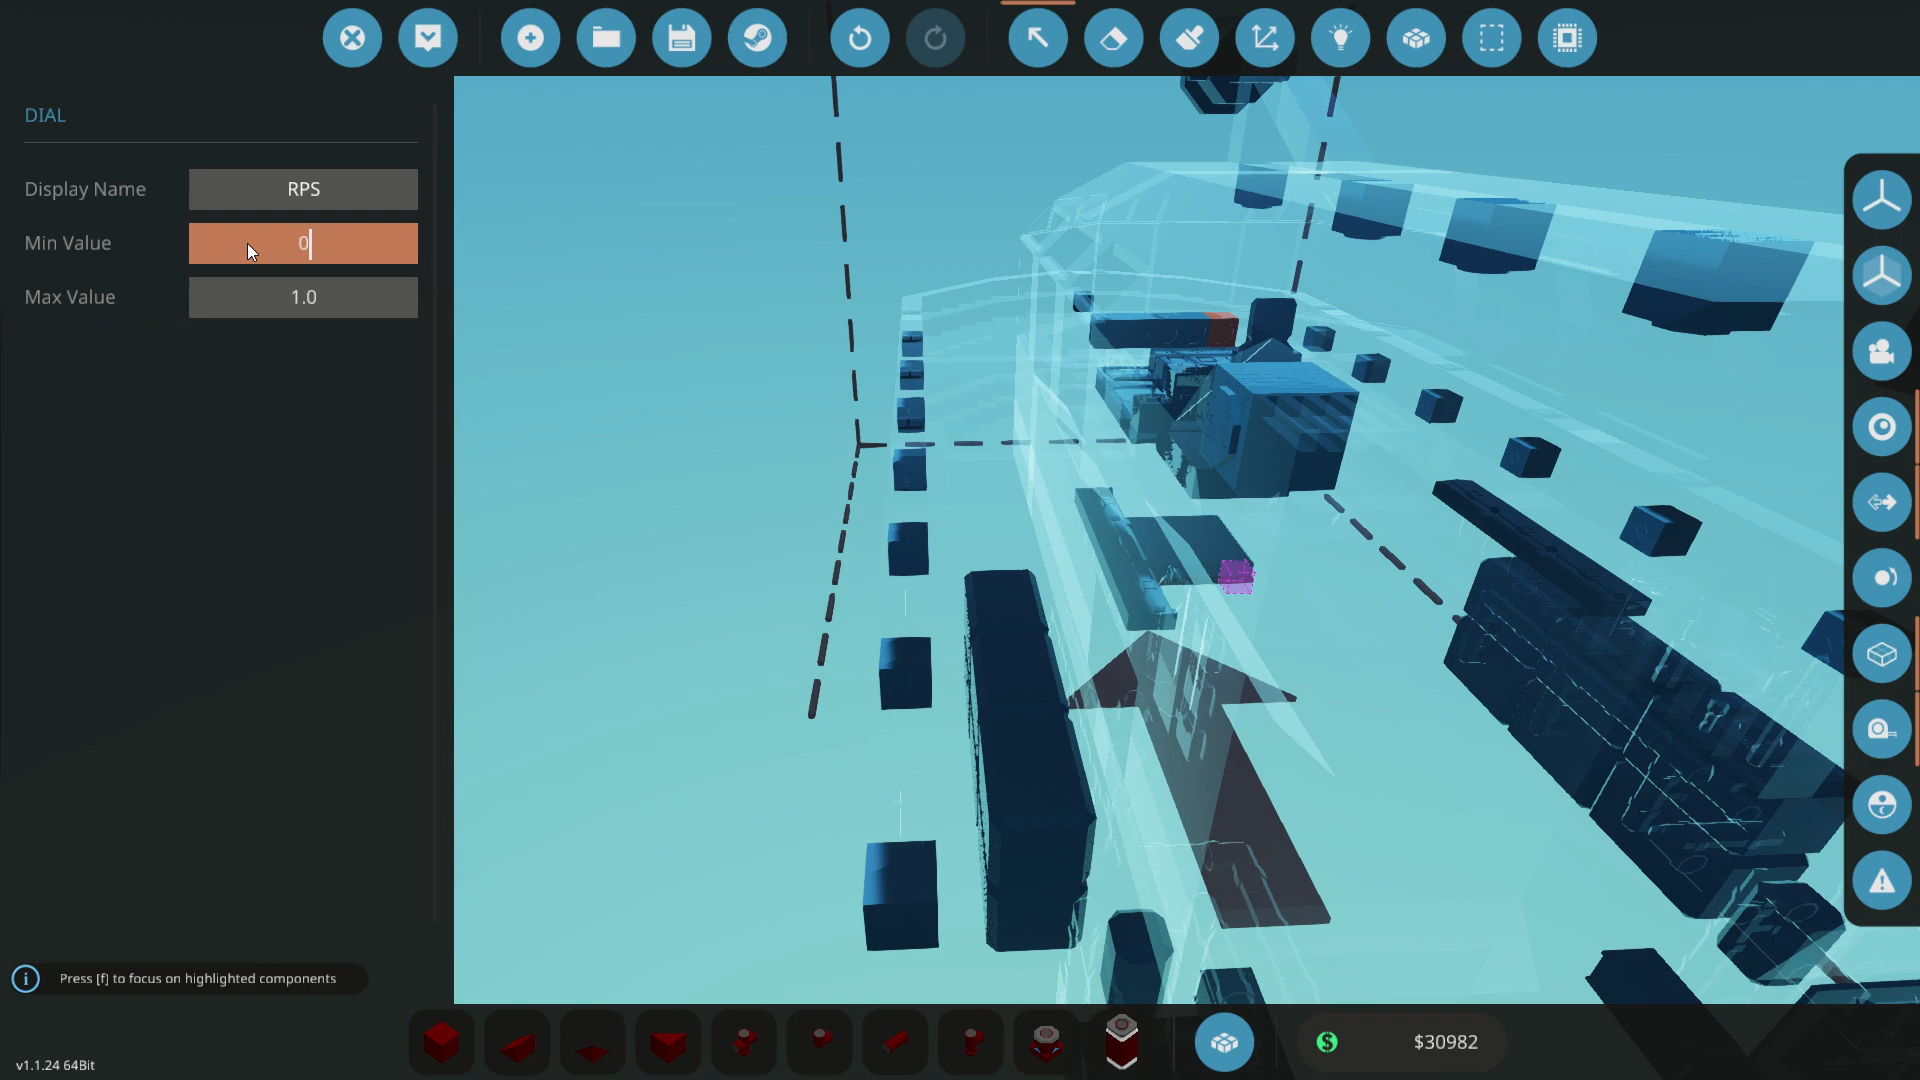 DIAL
Display Name RPS
Min Value 0
Max Value 1.0
Press [f] to focus on highlighted components
$ $30982
v1.1.24 64Bit